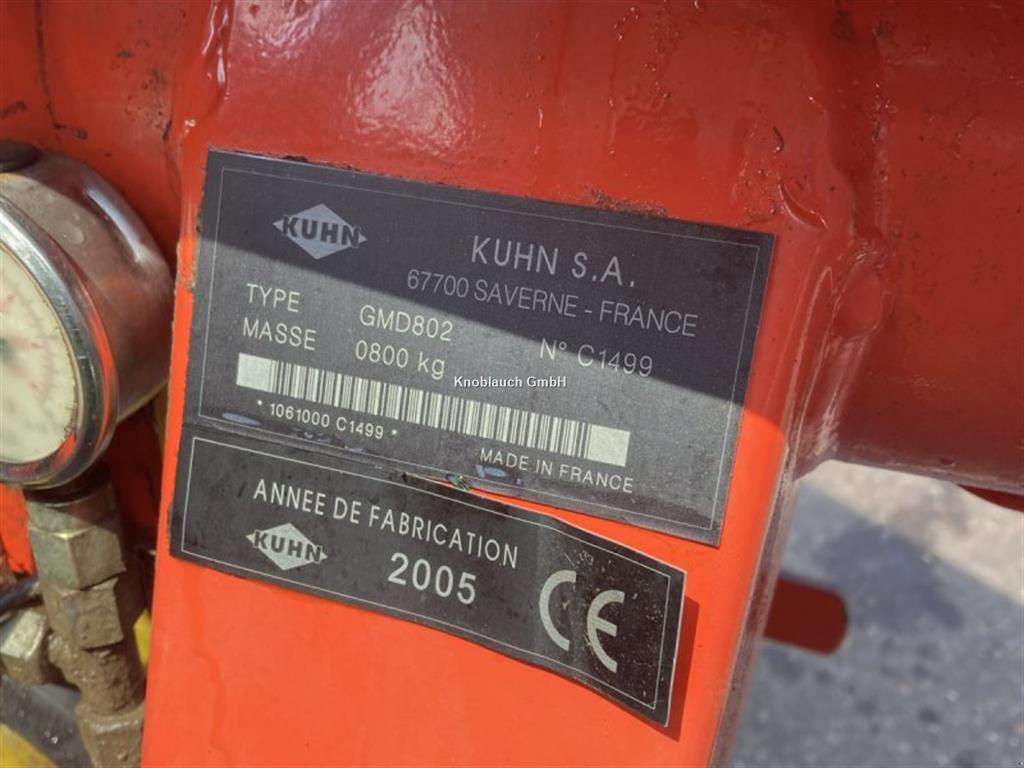 KUHN
KUHN S.A.
67700 SAVERNE - FRANCE
TYPE GMD802 N° C1499
MASSE 0800 kg
Knoblauch GmbH
* 1061000 C1499 *
MADE IN FRANCE
ANNEE DE FABRICATION
KUHN
2005
CE